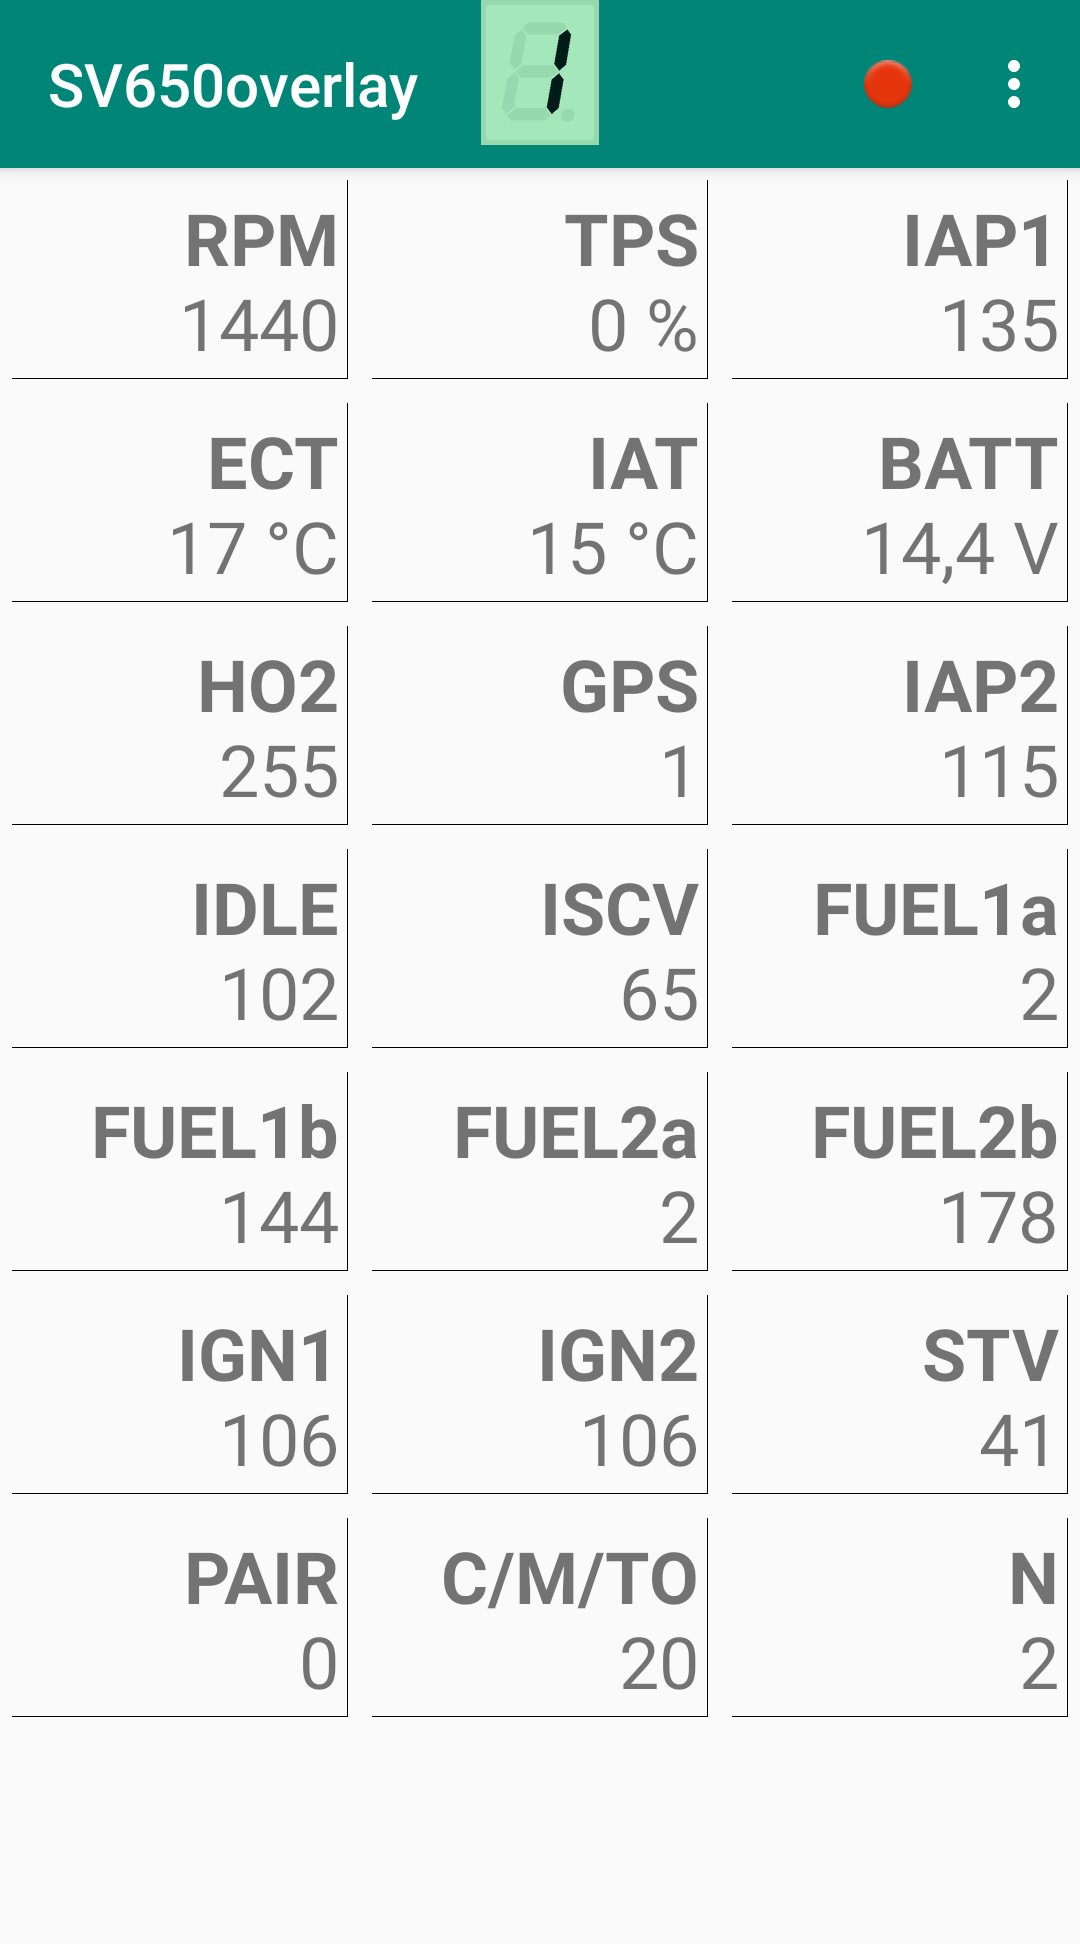 SV650overlay 1
RPM TPS IAP1
1440 0 % 135
ECT IAT BATT
17 °C 15 °C 14,4 V
HO2 GPS IAP2
255 1 115
IDLE ISCV FUEL1a
102 65 2
FUEL1b FUEL2a FUEL2b
144 2 178
IGN1 IGN2 STV
106 106 41
PAIR C/M/TO N
0 20 2